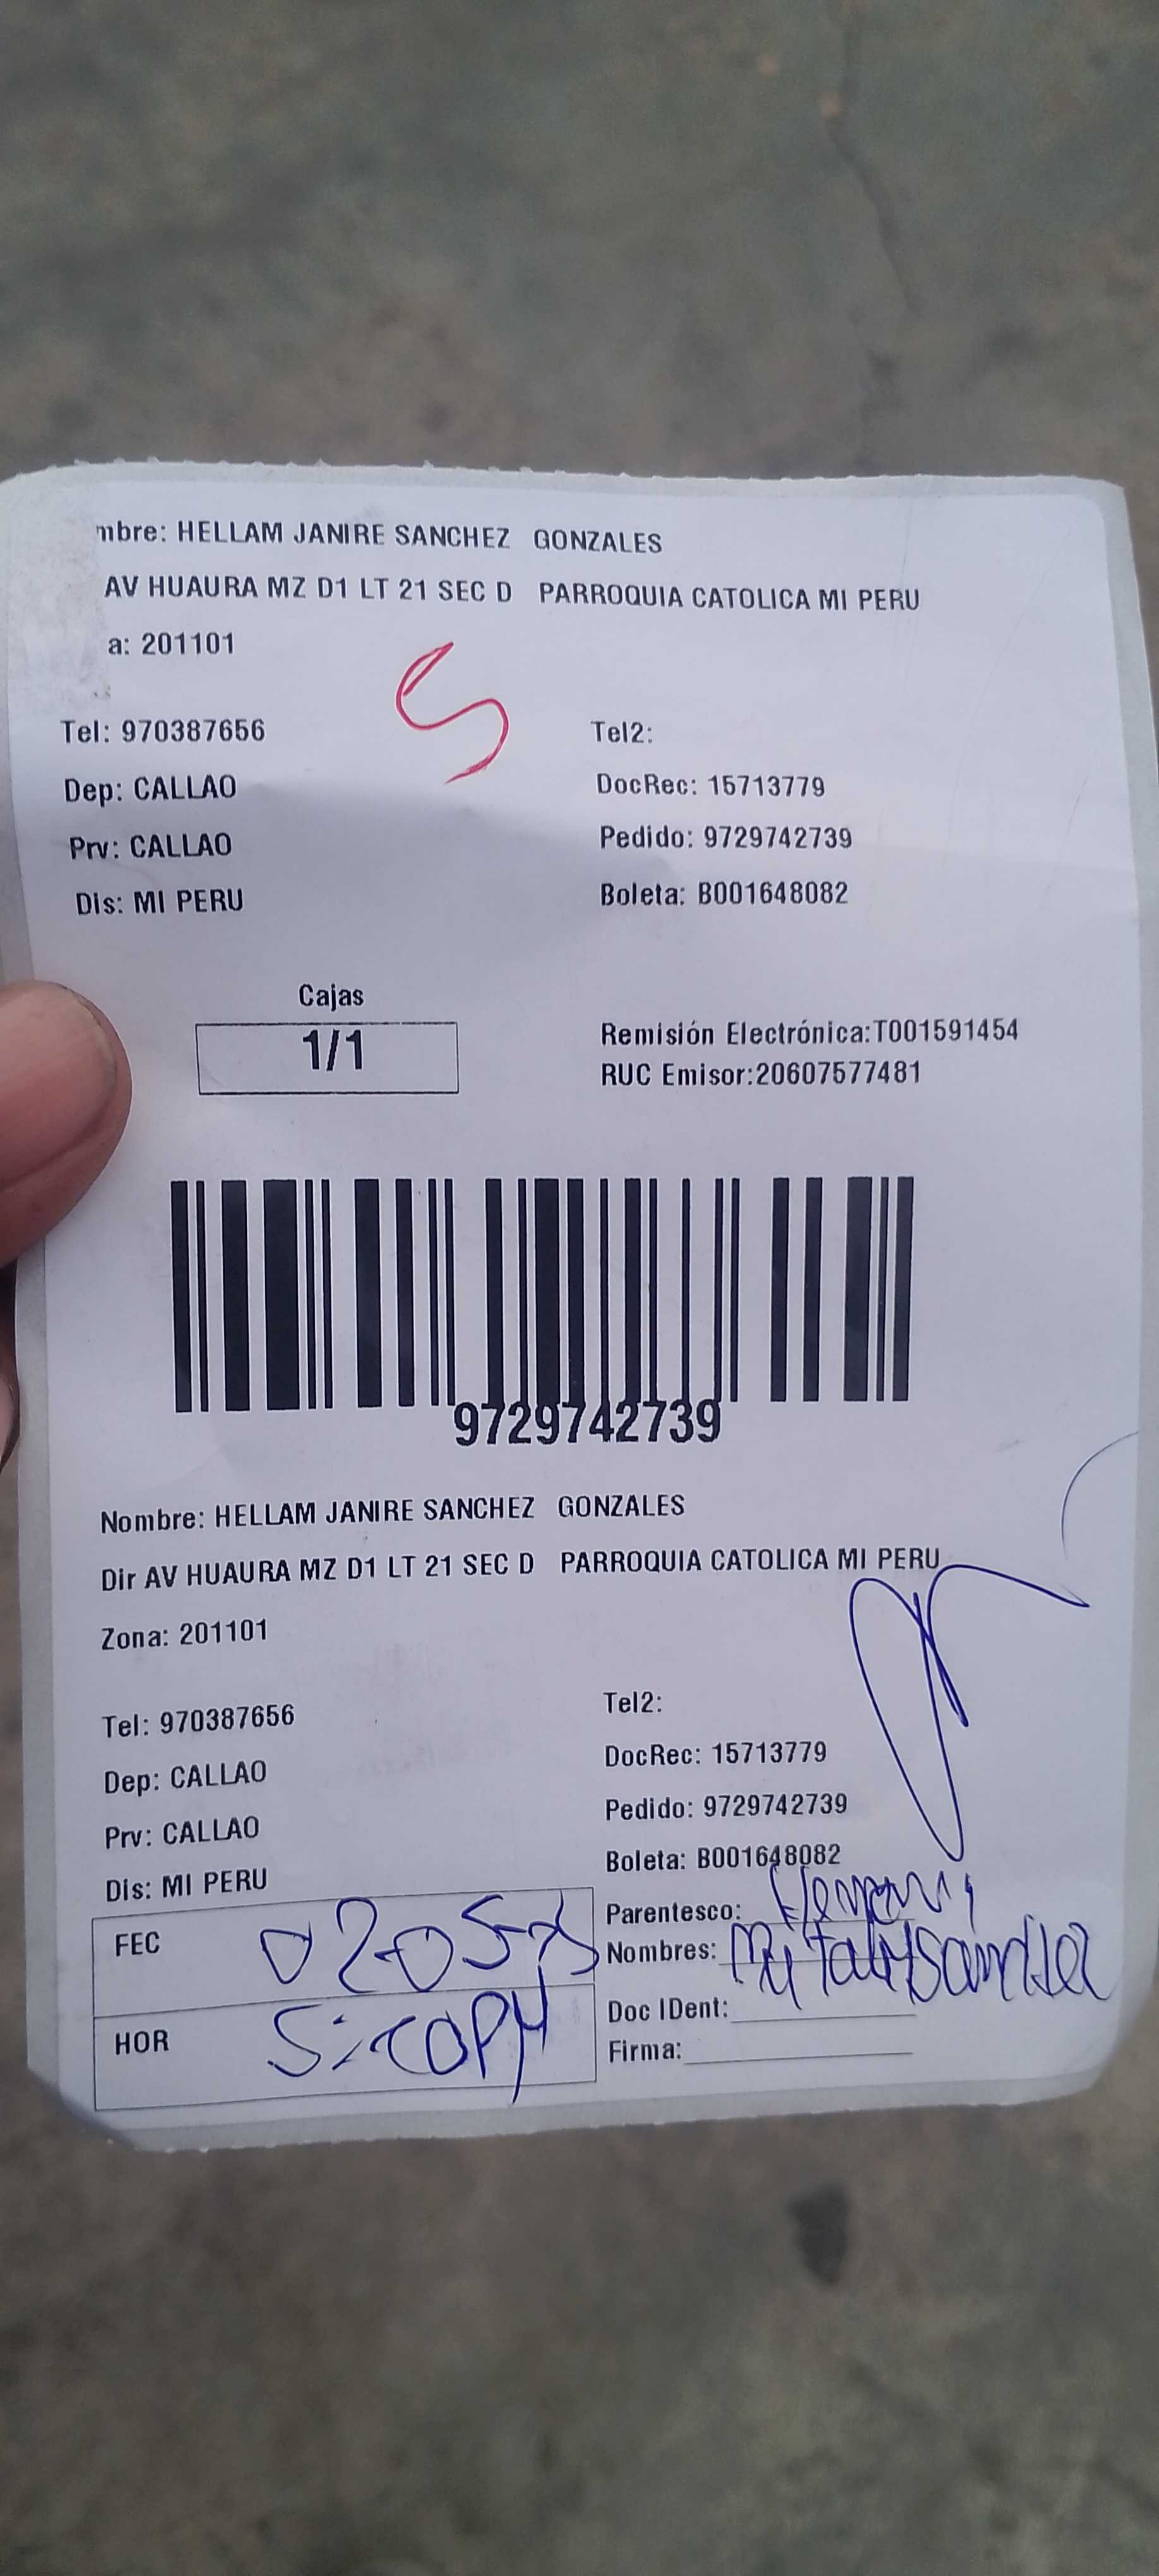 mbre: HELLAM JANIRE SANCHEZ GONZALES
AV HUAURA MZ D1 LT 21 SEC D PARROQUIA CATOLICA MI PERU
a: 201101
S
Tel: 970387656 Tel2:
Dep: CALLAO DocRec: 15713779
Prv: CALLAO Pedido: 9729742739
Dis: MI PERU Boleta: B001648082
Cajas
1/1
Remisión Electrónica:T001591454
RUC Emisor:20607577481
9729742739
Nombre: HELLAM JANIRE SANCHEZ GONZALES
Dir AV HUAURA MZ D1 LT 21 SEC D PARROQUIA CATOLICA MI PERU
Zona: 201101
Tel: 970387656 Tel2:
Dep: CALLAO DocRec: 15713779
Prv: CALLAO Pedido: 9729742739
Dis: MI PERU Boleta: B001648082
FEC
HOR
Parentesco:
Nombres:
Doc IDent:
Firma: